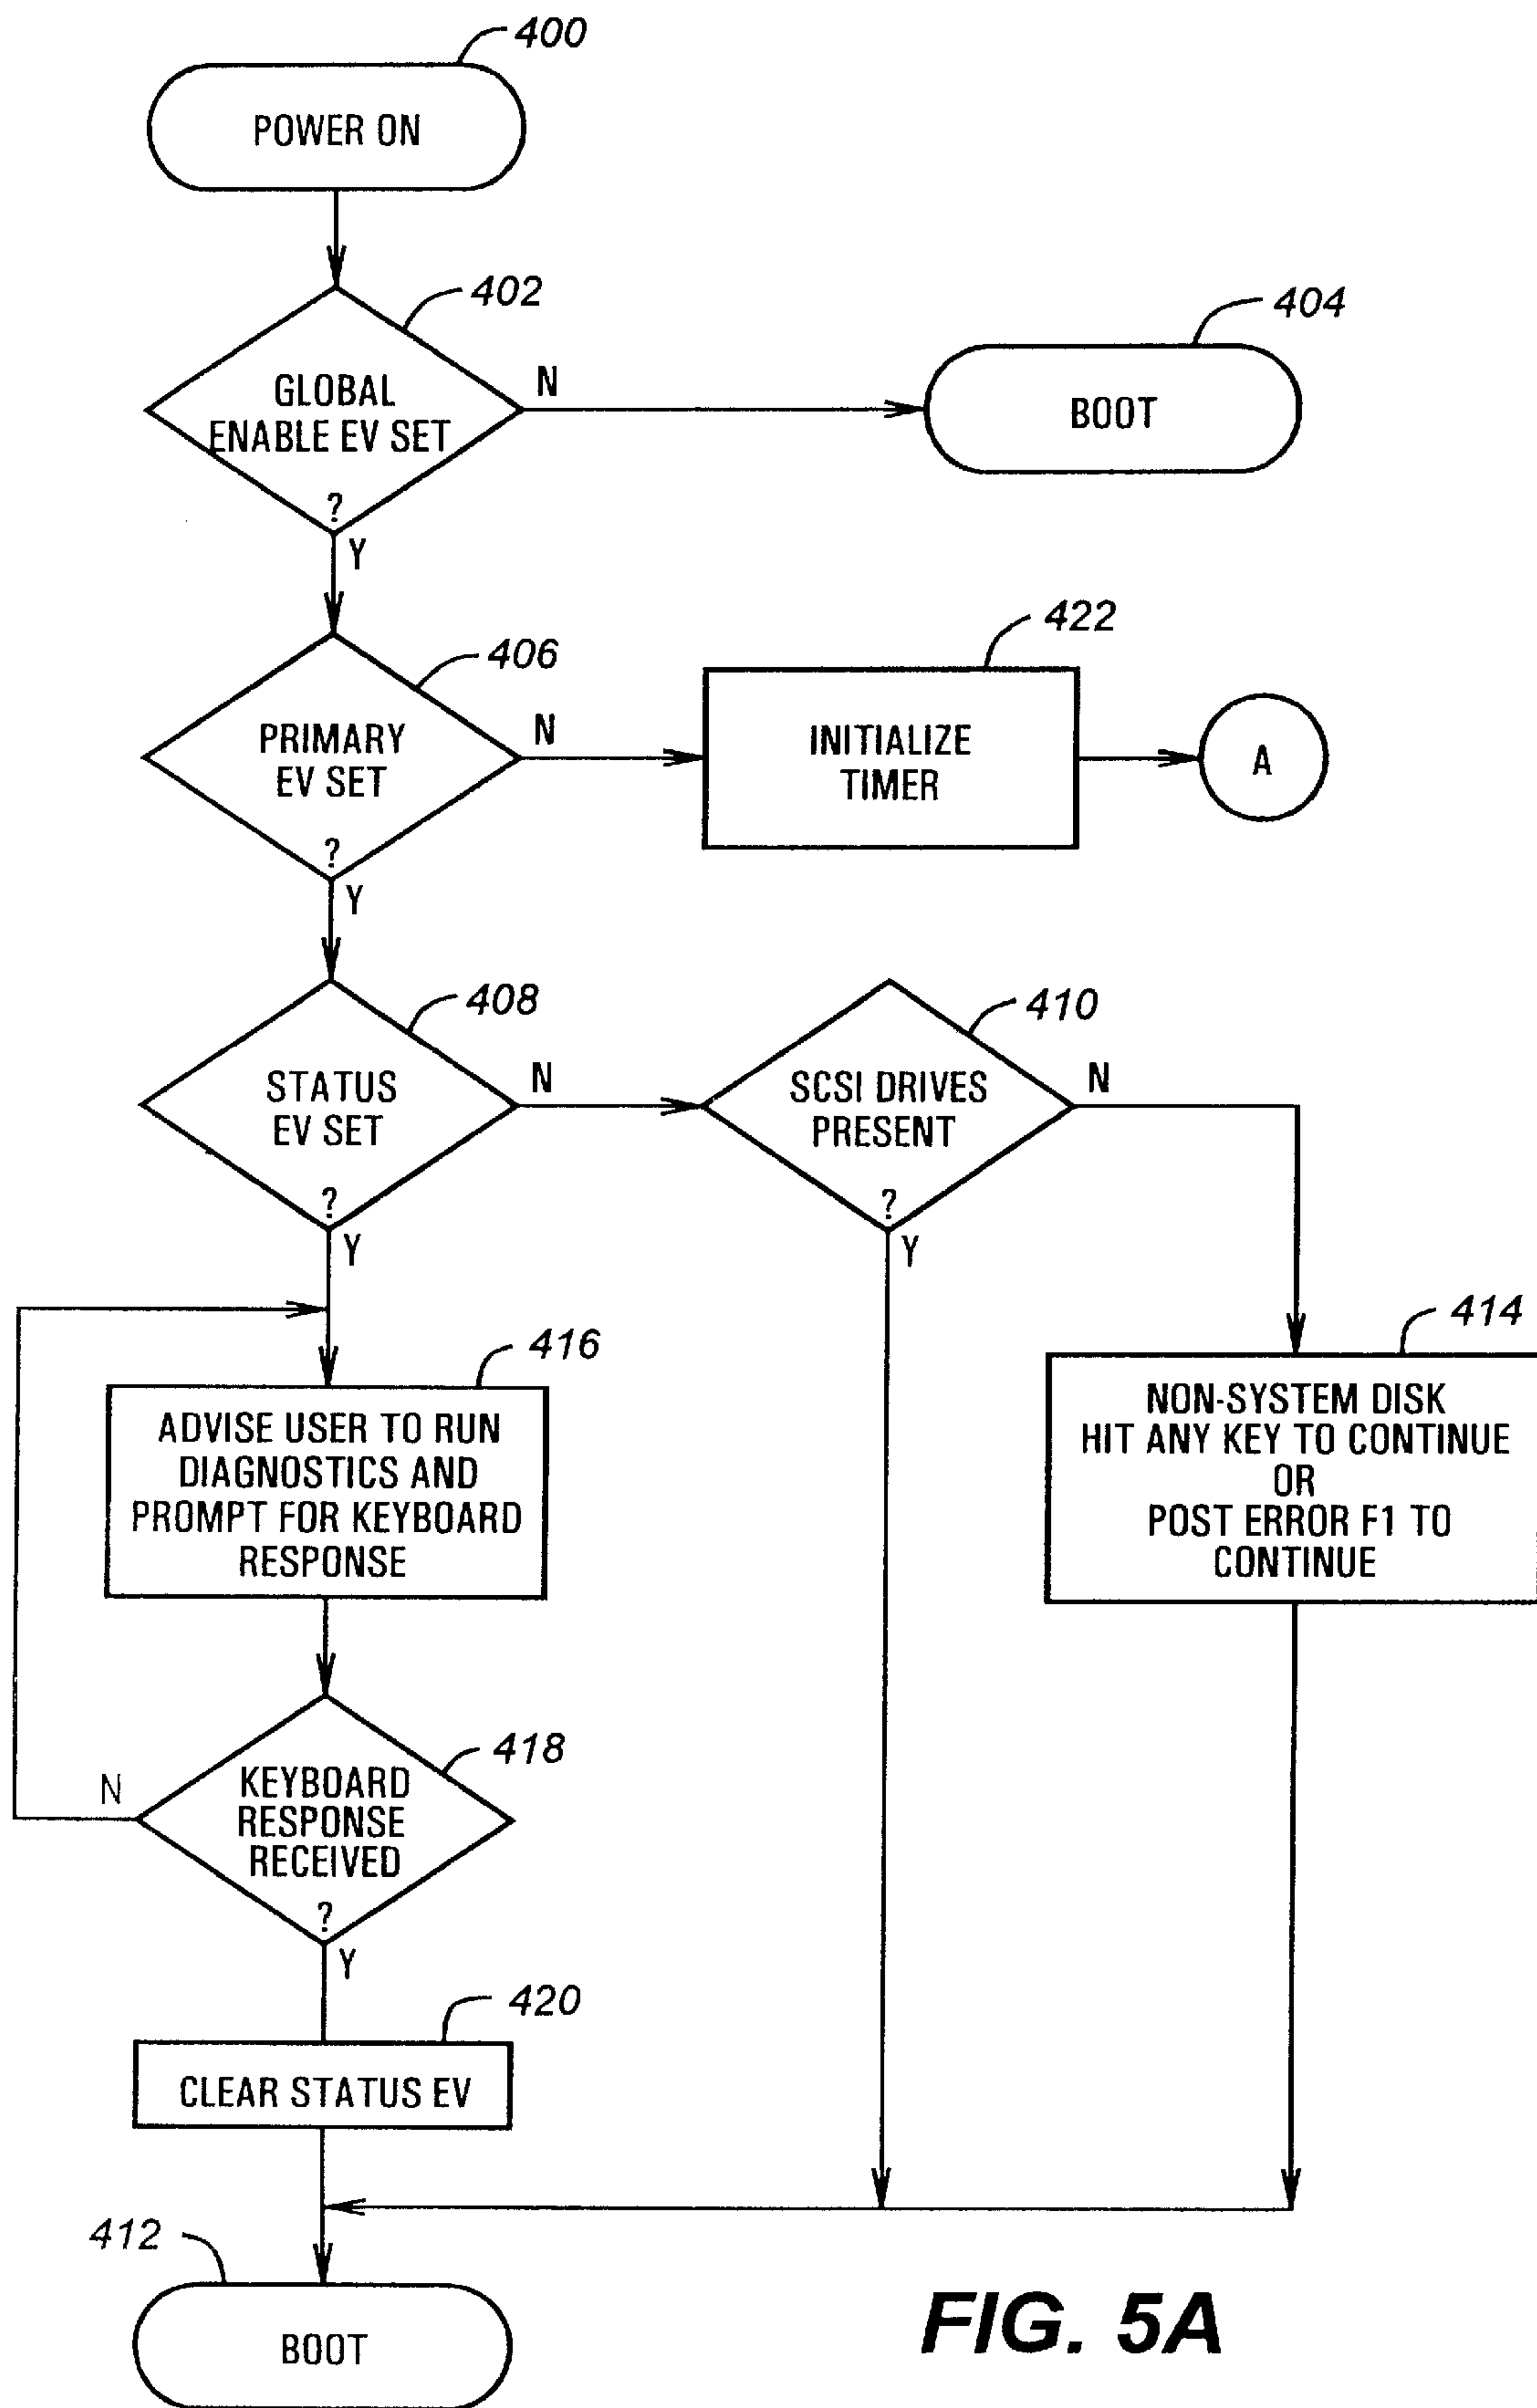 400
POWER ON
402
GLOBAL
ENABLE EV SET
?
N
Y
404
BOOT
406
PRIMARY
EV SET
?
N
Y
422
INITIALIZE
TIMER
A
408
STATUS
EV SET
?
N
Y
410
SCSI DRIVES
PRESENT
?
N
Y
414
NON-SYSTEM DISK
HIT ANY KEY TO CONTINUE
OR
POST ERROR F1 TO
CONTINUE
416
ADVISE USER TO RUN
DIAGNOSTICS AND
PROMPT FOR KEYBOARD
RESPONSE
418
KEYBOARD
RESPONSE
RECEIVED
?
N
Y
420
CLEAR STATUS EV
412
BOOT
FIG. 5A